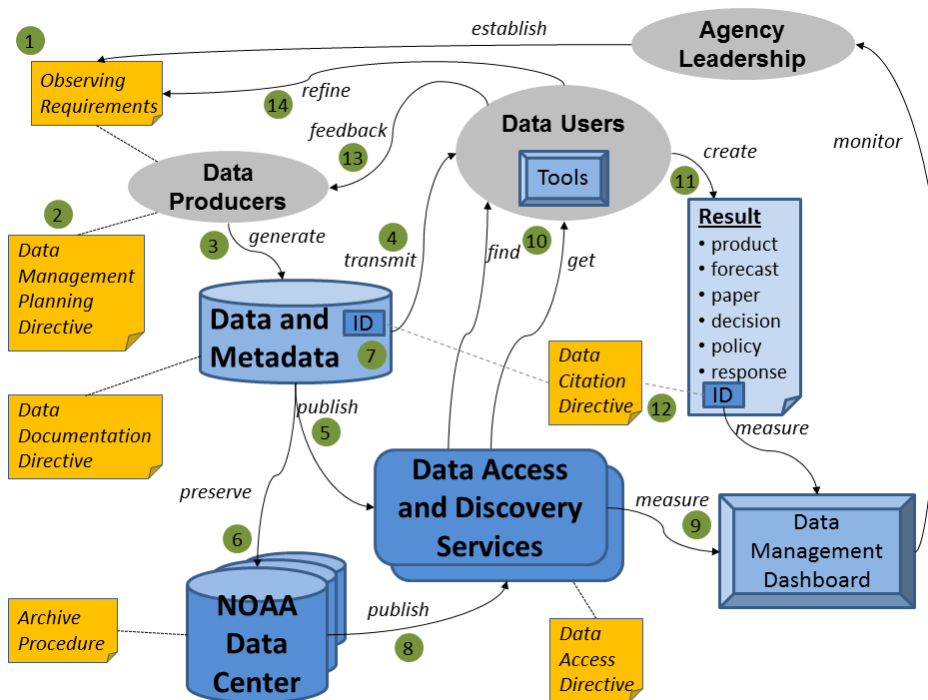 establish
Agency
Leadership
1
Observing
Requirements
14
refine
feedback
13
Data Users
Tools
monitor
create
11
Data
Producers
2
3
generate
4
transmit
find
10
get
Data
Management
Planning
Directive
Result
• product
• forecast
• paper
• decision
• policy
• response
ID
Data and
Metadata
ID
7
Data
Citation
Directive
12
measure
Data
Documentation
Directive
publish
5
preserve
6
Data Access
and Discovery
Services
measure
9
Data
Management
Dashboard
Archive
Procedure
NOAA
Data
Center
publish
8
Data
Access
Directive